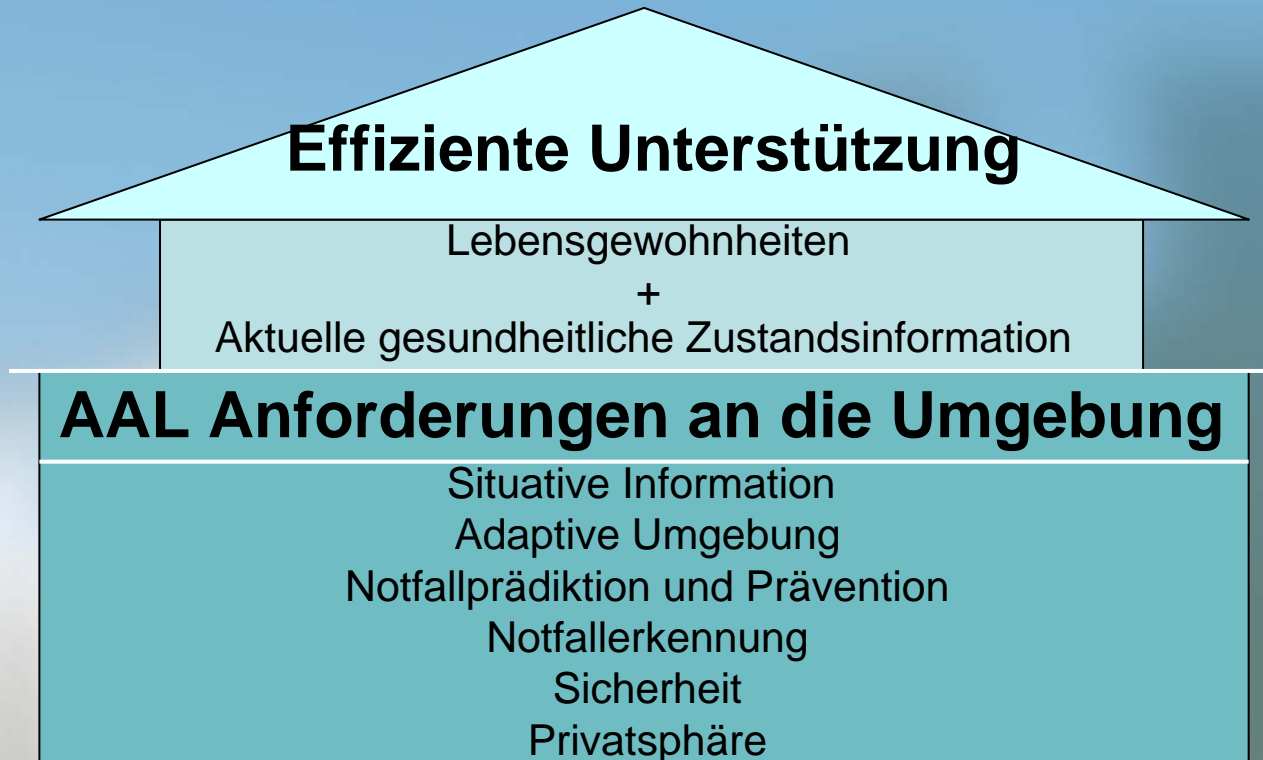 Effiziente Unterstützung
Lebensgewohnheiten
+
Aktuelle gesundheitliche Zustandsinformation
AAL Anforderungen an die Umgebung
Situative Information
Adaptive Umgebung
Notfallprädiktion und Prävention
Notfallerkennung
Sicherheit
Privatsphäre